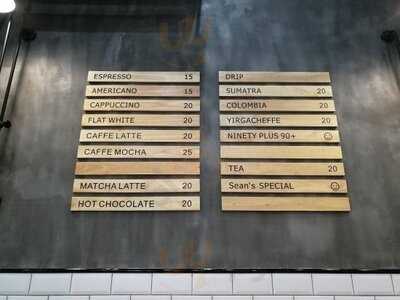 ESPRESSO 15
AMERICANO 15
CAPPUCCINO 20
FLAT WHITE 20
CAFFE LATTE 20
CAFFE MOCHA 25
MATCHA LATTE 20
HOT CHOCOLATE 20
DRIP
SUMATRA 20
COLOMBIA 20
YIRGACHEFFE 20
NINETY PLUS 90+ ☺
TEA 20
Sean's SPECIAL ☺